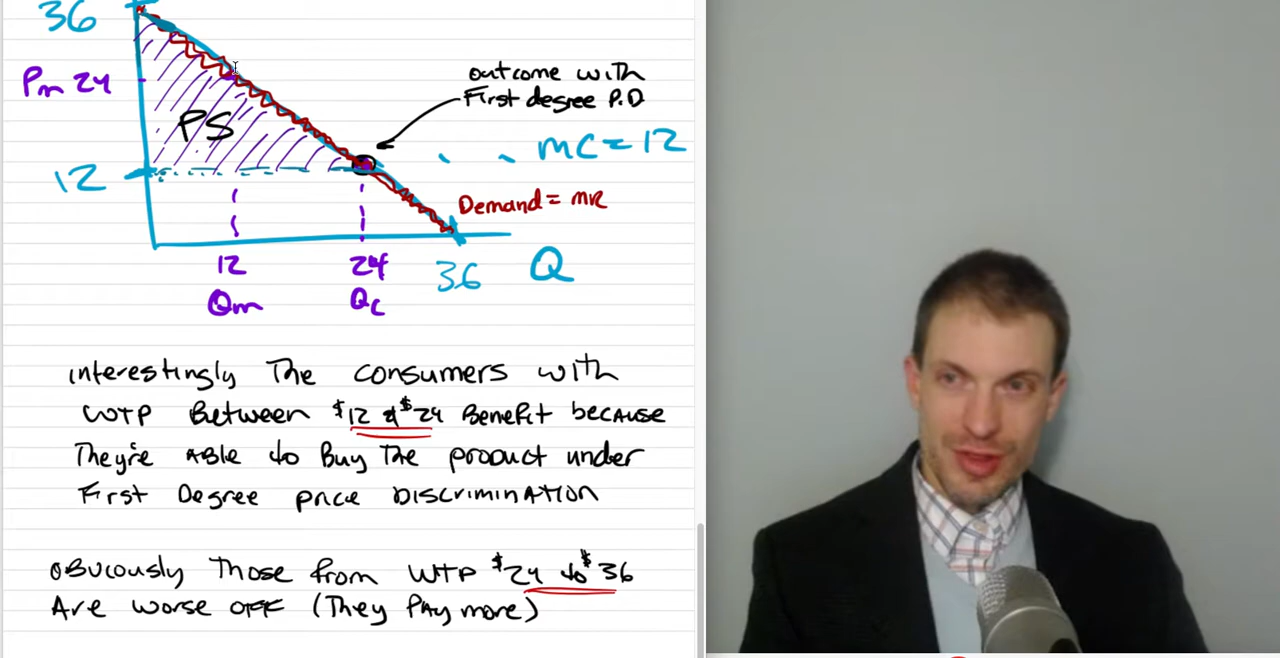 36
Pm 24
PS
outcome with
First degree P.D
MC = 12
12
Demand = MR
12
24
36
Q
Qm
Qc
interestingly The consumers with
WTP Between $12 & $24 Benefit because
They're Able to Buy The product under
First Degree price Discrimination
obvcously Those from WTP $24 to $36
Are worse off (They Pay more)